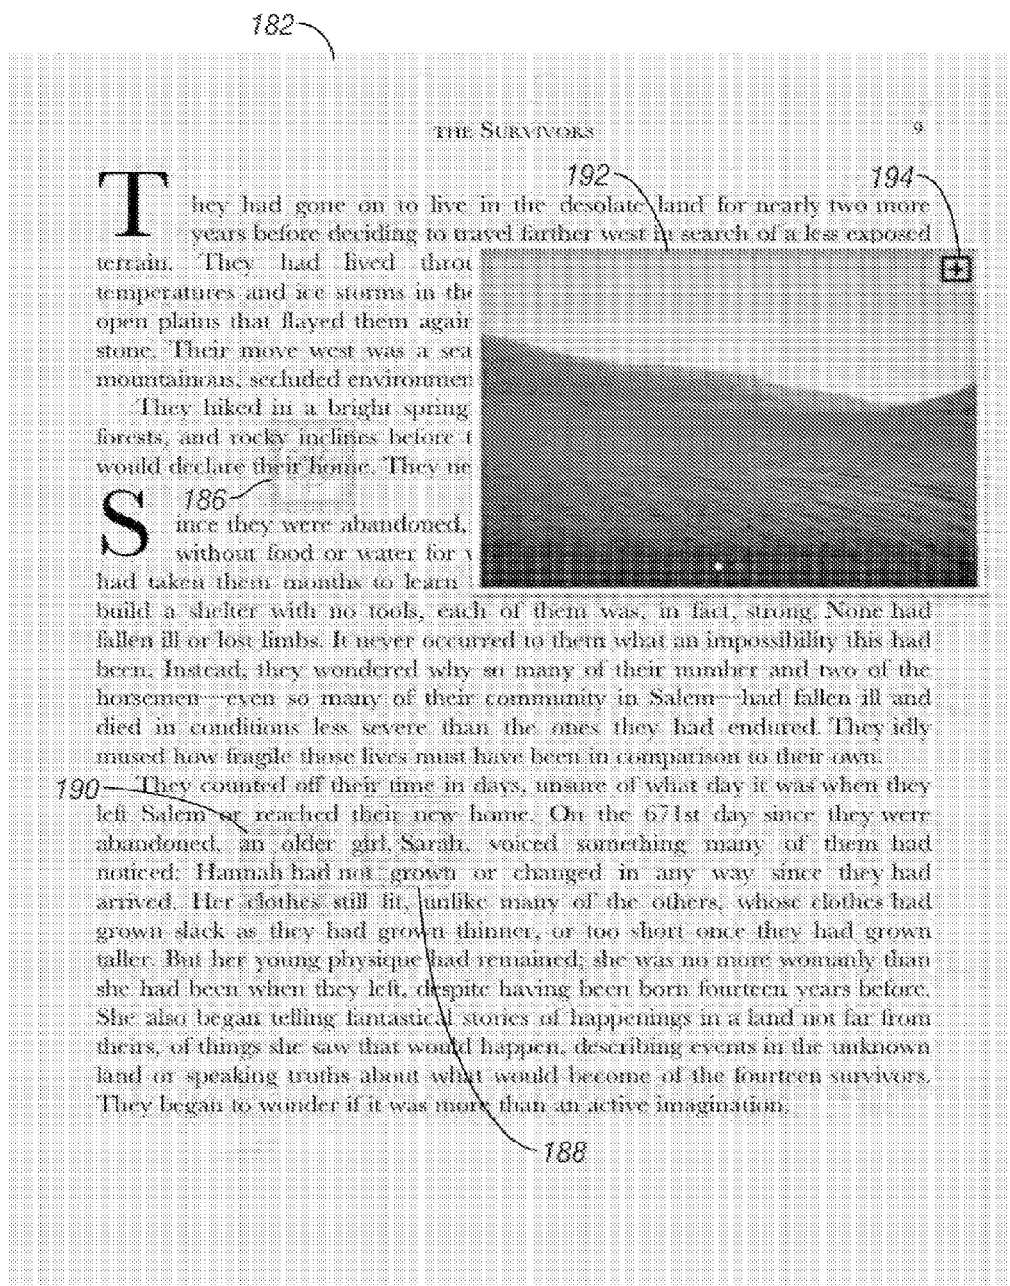 182
THE SURVIVORS 9
192
194
They had gone on to live in the desolate land for nearly two more
years before deciding to travel farther west in search of a less exposed
terrain. They had lived throu
temperatures and ice storms in the
open plains that flayed them again
stone. Their move west was a sea
mountainous, secluded environmen
They hiked in a bright spring
forests, and rocky inclines before t
would declare their home. They ne
186
Since they were abandoned,
without food or water for
had taken them months to learn
build a shelter with no tools, each of them was, in fact, strong. None had
fallen ill or lost limbs. It never occurred to them what an impossibility this had
been. Instead, they wondered why so many of their number and two of the
horsemen—even so many of their community in Salem—had fallen ill and
died in conditions less severe than the ones they had endured. They idly
mused how fragile those lives must have been in comparison to their own.
190
They counted off their time in days, unsure of what day it was when they
left Salem or reached their new home. On the 671st day since they were
abandoned, an older girl, Sarah, voiced something many of them had
noticed: Hannah had not grown or changed in any way since they had
arrived. Her clothes still fit, unlike many of the others, whose clothes had
grown slack as they had grown thinner, or too short once they had grown
taller. But her young physique had remained; she was no more womanly than
she had been when they left, despite having been born fourteen years before.
She also began telling fantastical stories of happenings in a land not far from
theirs, of things she saw that would happen, describing events in the unknown
land or speaking truths about what would become of the fourteen survivors.
They began to wonder if it was more than an active imagination.
188